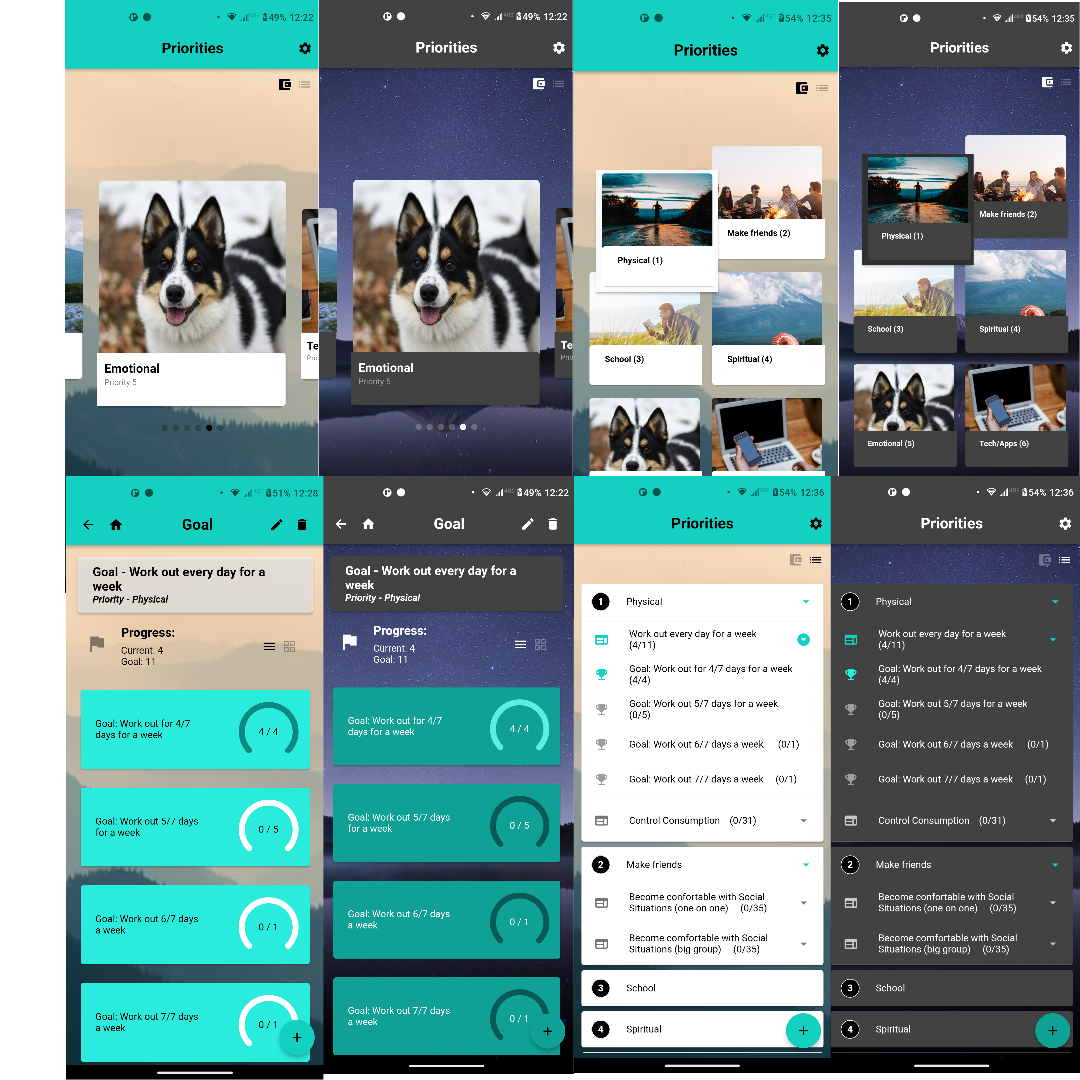 49% 12:22
Priorities
Emotional
Priority 5
Te
Prio
49% 12:22
Priorities
Emotional
Priority 5
Te
Prio
54% 12:35
Priorities
Physical (1)
Make friends (2)
School (3)
Spiritual (4)
54% 12:35
Priorities
Physical (1)
Make friends (2)
School (3)
Spiritual (4)
Emotional (5)
Tech/Apps (6)
51% 12:28
Goal
Goal - Work out every day for a
week
Priority - Physical
Progress:
Current: 4
Goal: 11
Goal: Work out for 4/7
days for a week
4 / 4
Goal: Work out 5/7 days
for a week
0 / 5
Goal: Work out 6/7 days
a week
0 / 1
Goal: Work out 7/7 days
a week
0 / 1
+
49% 12:22
Goal
Goal - Work out every day for a
week
Priority - Physical
Progress:
Current: 4
Goal: 11
Goal: Work out for 4/7
days for a week
4 / 4
Goal: Work out 5/7 days
for a week
0 / 5
Goal: Work out 6/7 days
a week
0 / 1
Goal: Work out 7/7 days
a week
0 / 1
+
54% 12:36
Priorities
1 Physical
Work out every day for a week
(4/11)
Goal: Work out for 4/7 days for a week
(4/4)
Goal: Work out 5/7 days for a week
(0/5)
Goal: Work out 6/7 days a week (0/1)
Goal: Work out 7/7 days a week (0/1)
Control Consumption (0/31)
2 Make friends
Become confortable with Social
Situations (one on one) (0/35)
Become comfortable with Social
Situations (big group) (0/35)
3 School
4 Spiritual
+
54% 12:36
Priorities
1 Physical
Work out every day for a week
(4/11)
Goal: Work out for 4/7 days for a week
(4/4)
Goal: Work out 5/7 days for a week
(0/5)
Goal: Work out 6/7 days a week (0/1)
Goal: Work out 7/7 days a week (0/1)
Control Consumption (0/31)
2 Make friends
Become confortable with Social
Situations (one on one) (0/35)
Become comfortable with Social
Situations (big group) (0/35)
3 School
4 Spiritual
+